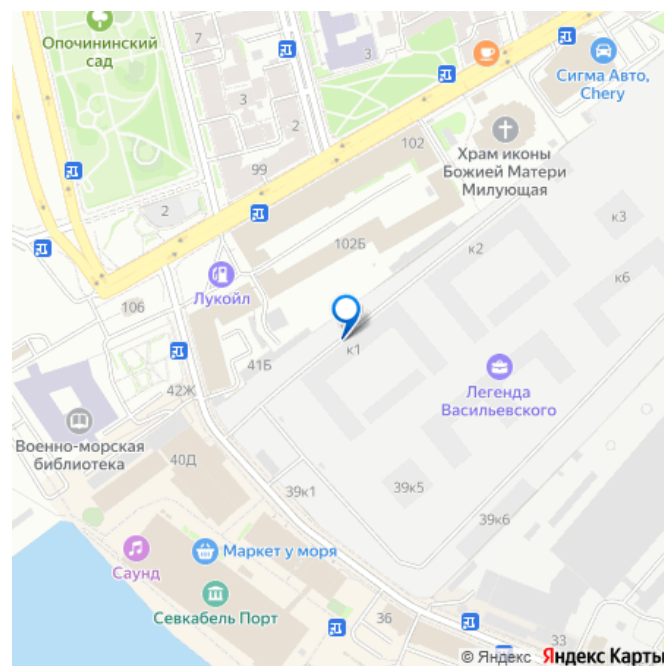 Опочининский
сад
7
3
3
2
Сигма Авто,
Chery
99
102
Храм иконы
Божией Матери
Милующая
2
к3
102Б
к2
к6
Лукойл
106
к1
41Б
Легенда
Васильевского
42Ж
Военно-морская
библиотека
40Д
39к1
39к5
39к6
Маркет у моря
Саунд
Севкабель Порт
36
33
© Яндекс Яндекс Карты